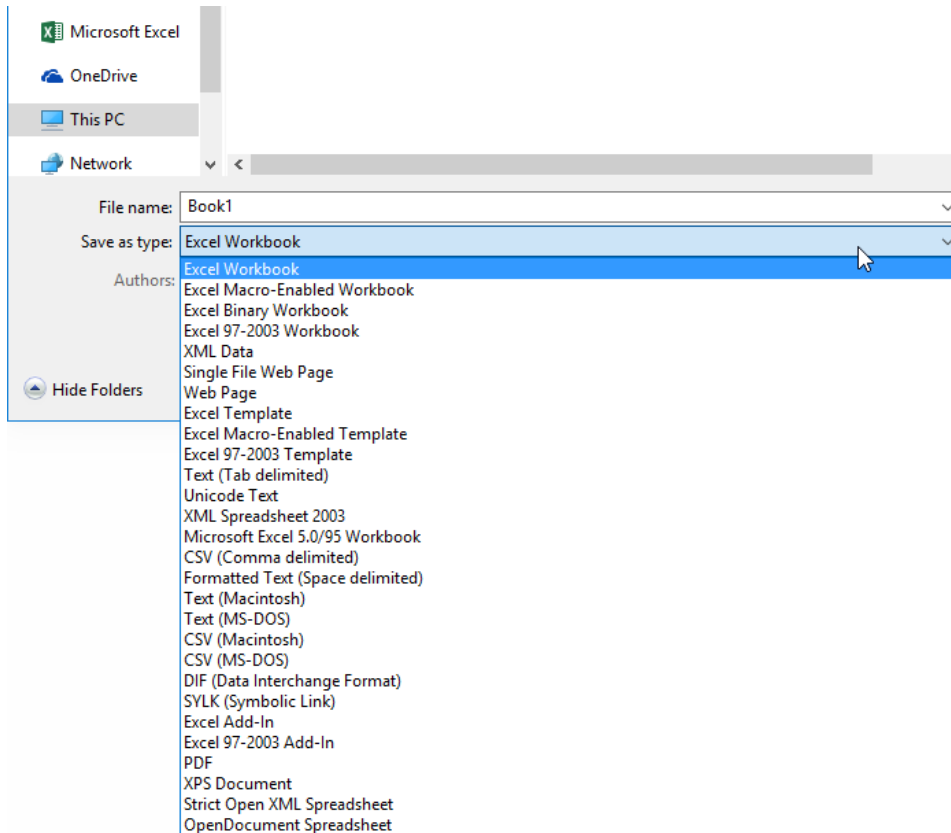 Microsoft Excel
OneDrive
This PC
Network
File name: Book1
Save as type: Excel Workbook
Authors:
Excel Workbook
Excel Macro-Enabled Workbook
Excel Binary Workbook
Excel 97-2003 Workbook
XML Data
Single File Web Page
Web Page
Excel Template
Excel Macro-Enabled Template
Excel 97-2003 Template
Text (Tab delimited)
Unicode Text
XML Spreadsheet 2003
Microsoft Excel 5.0/95 Workbook
CSV (Comma delimited)
Formatted Text (Space delimited)
Text (Macintosh)
Text (MS-DOS)
CSV (Macintosh)
CSV (MS-DOS)
DIF (Data Interchange Format)
SYLK (Symbolic Link)
Excel Add-In
Excel 97-2003 Add-In
PDF
XPS Document
Strict Open XML Spreadsheet
OpenDocument Spreadsheet
Hide Folders